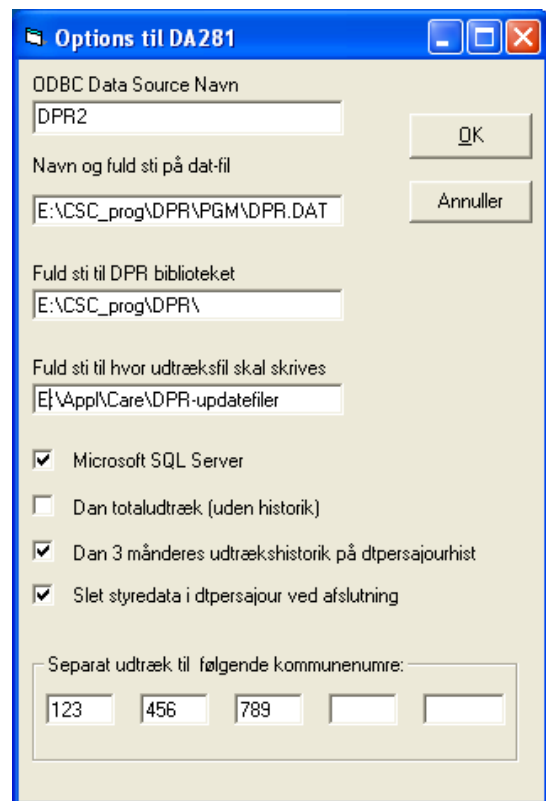 Options til DA281
ODBC Data Source Navn
DPR2
OK
Navn og fuld sti på dat-fil
E:\CSC_prog\DPR\PGM\DPR.DAT
Annuller
Fuld sti til DPR biblioteket
E:\CSC_prog\DPR\
Fuld sti til hvor udtræksfil skal skrives
E:\Appl\Care\DPR-updatefiler
Microsoft SQL Server
Dan totaludtræk (uden historik)
Dan 3 månderes udtrækshistorik på dtpersajourhist
Slet styredata i dtpersajour ved afslutning
Separat udtræk til følgende kommunenumre:
123 456 789